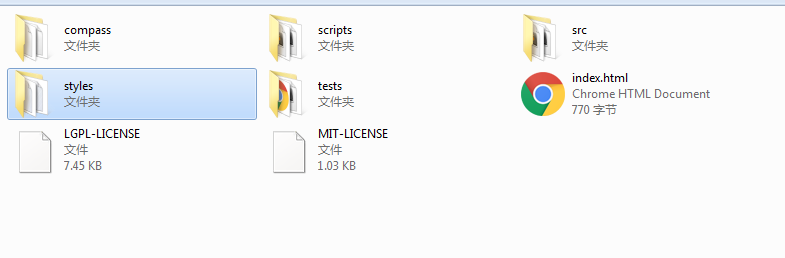 compass
文件夹
scripts
文件夹
src
文件夹
styles
文件夹
tests
文件夹
index.html
Chrome HTML Document
770 字节
LGPL-LICENSE
文件
7.45 KB
MIT-LICENSE
文件
1.03 KB